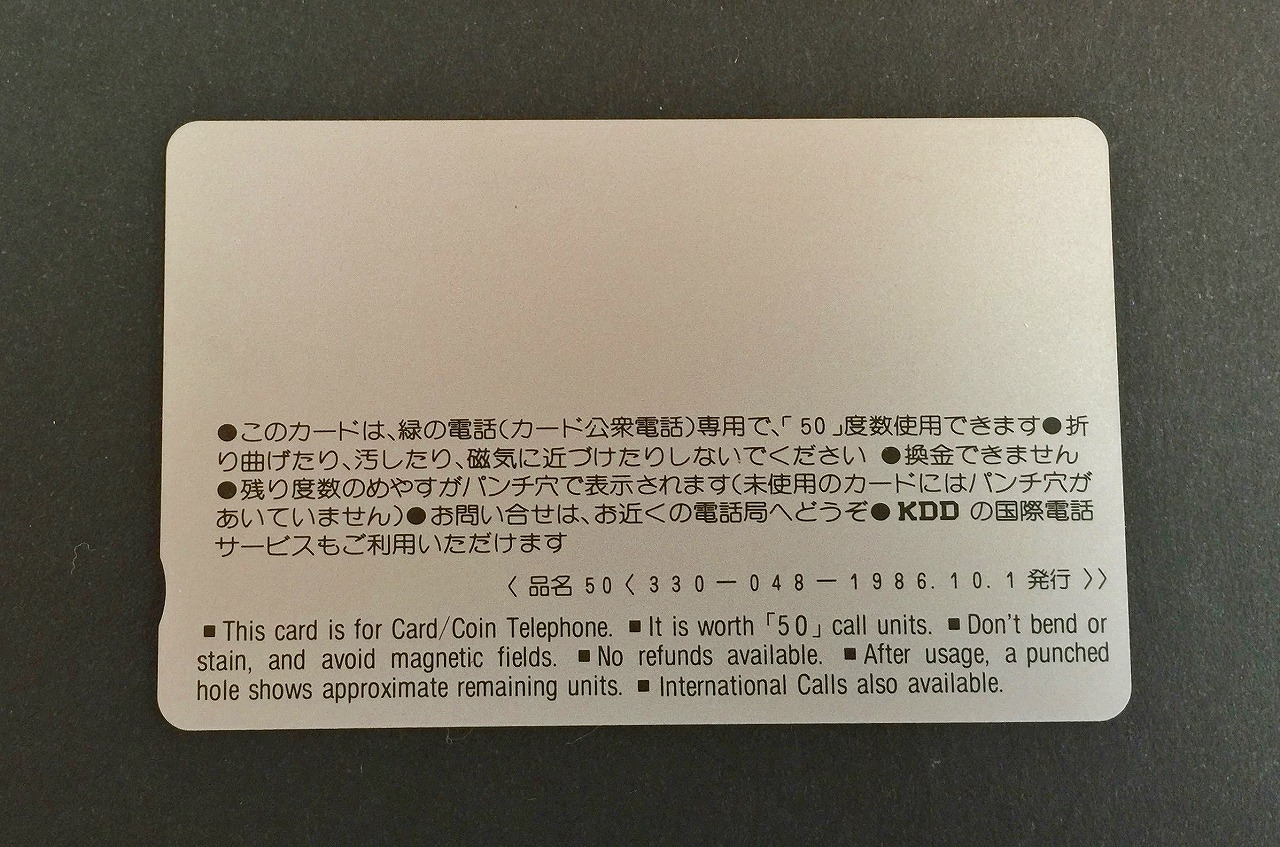 ●このカードは、緑の電話(カード公衆電話)専用で、「50」度数使用できます●折
り曲げたり、汚したり、磁気に近づけたりしないでください ●換金できません
●残り度数のめやすがパンチ穴で表示されます(未使用のカードにはパンチ穴が
あいていません)●お問い合せは、お近くの電話局へどうぞ● KDD の国際電話
サービスもご利用いただけます
〈 品名 50〈 330－048－1986.10.1 発行 〉〉
■ This card is for Card/Coin Telephone. ■ It is worth 「50」 call units. ■ Don't bend or
stain, and avoid magnetic fields. ■ No refunds available. ■ After usage, a punched
hole shows approximate remaining units. ■ International Calls also available.